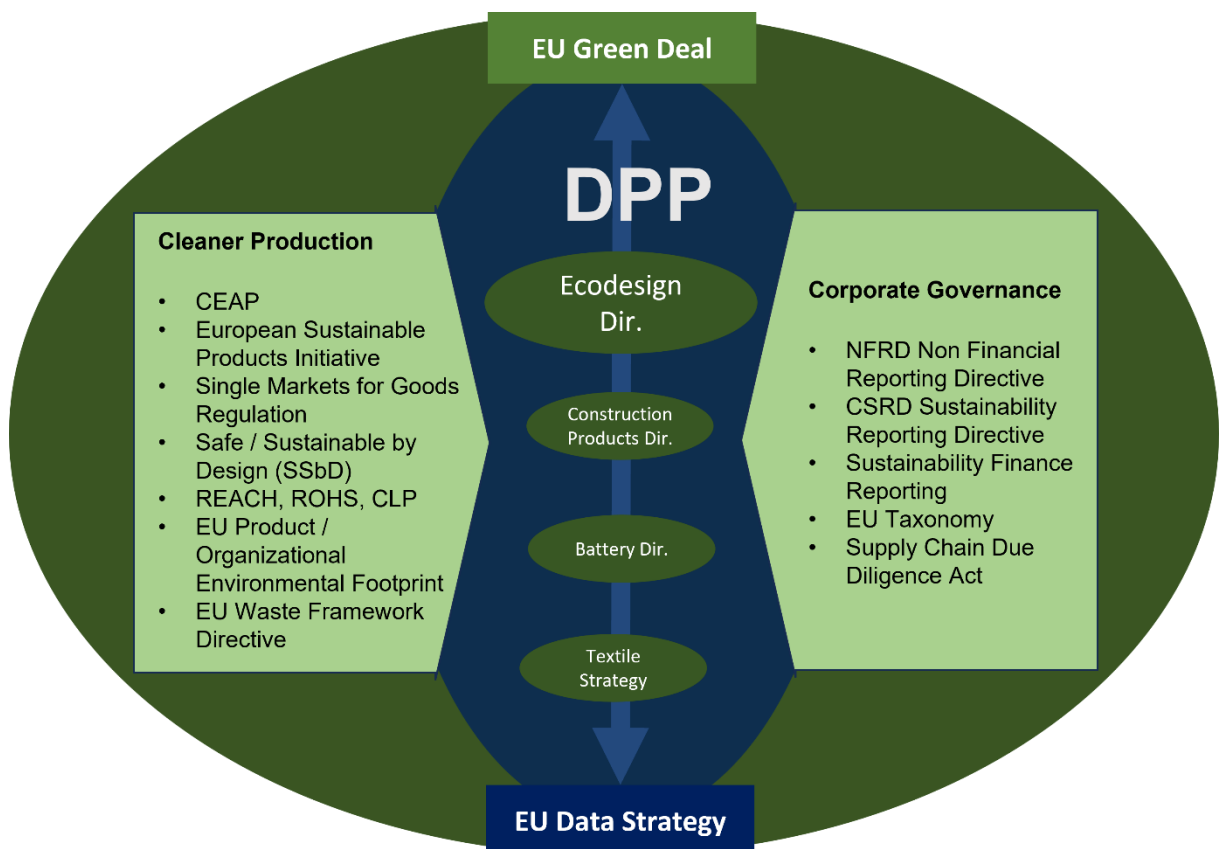 EU Green Deal
DPP
Ecodesign
Dir.
Construction
Products Dir.
Battery Dir.
Textile
Strategy
EU Data Strategy
Cleaner Production
• CEAP
• European Sustainable
Products Initiative
• Single Markets for Goods
Regulation
• Safe / Sustainable by
Design (SSbD)
• REACH, ROHS, CLP
• EU Product /
Organizational
Environmental Footprint
• EU Waste Framework
Directive
Corporate Governance
• NFRD Non Financial
Reporting Directive
• CSRD Sustainability
Reporting Directive
• Sustainability Finance
Reporting
• EU Taxonomy
• Supply Chain Due
Diligence Act